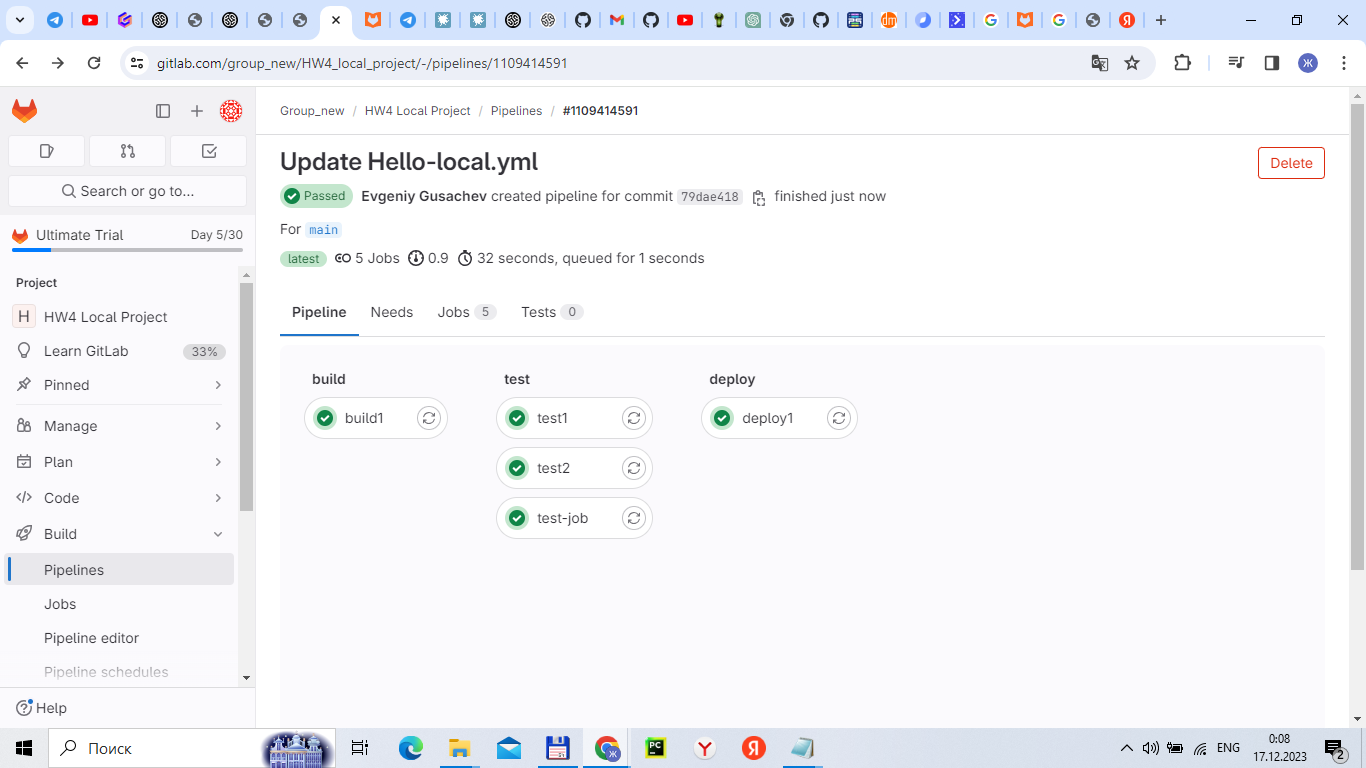 gitlab.com/group_new/HW4_local_project/-/pipelines/1109414591
Ж
Group_new / HW4 Local Project / Pipelines / #1109414591
Update Hello-local.yml
Delete
Passed Evgeniy Gusachev created pipeline for commit 79dae418 finished just now
For main
latest 5 Jobs 0.9 32 seconds, queued for 1 seconds
Pipeline Needs Jobs 5 Tests 0
build test deploy
build1 test1 deploy1
test2
test-job
Search or go to...
Ultimate Trial Day 5/30
Project
H HW4 Local Project
Learn GitLab 33%
Pinned
Manage
Plan
Code
Build
Pipelines
Jobs
Pipeline editor
Pipeline schedules
Help
Поиск
ENG
0:08
17.12.2023
2